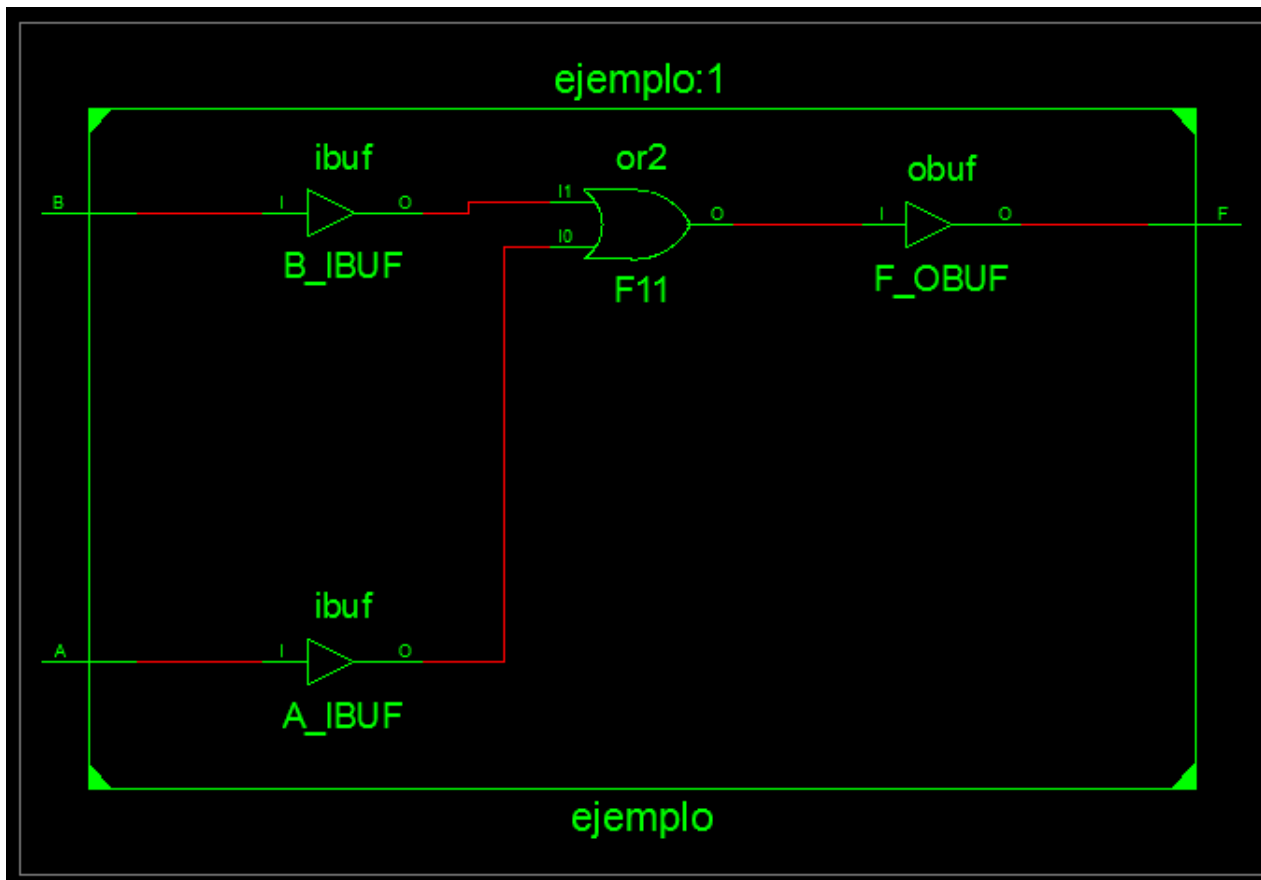 ejemplo:1
ibuf
or2
obuf
B
I
O
I1
I0
O
I
O
F
B_IBUF
F11
F_OBUF
ibuf
A
I
O
A_IBUF
ejemplo